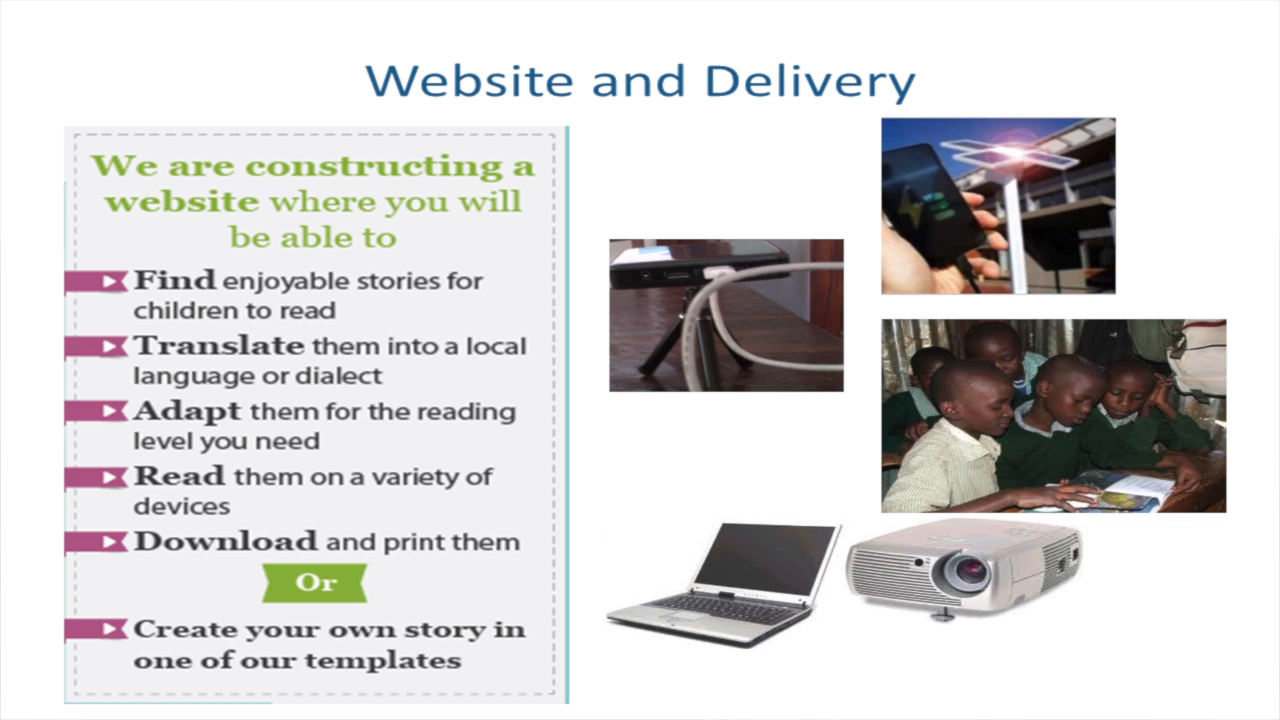 Website and Delivery
We are constructing a
website where you will
be able to
Find enjoyable stories for
children to read
Translate them into a local
language or dialect
Adapt them for the reading
level you need
Read them on a variety of
devices
Download and print them
Or
Create your own story in
one of our templates